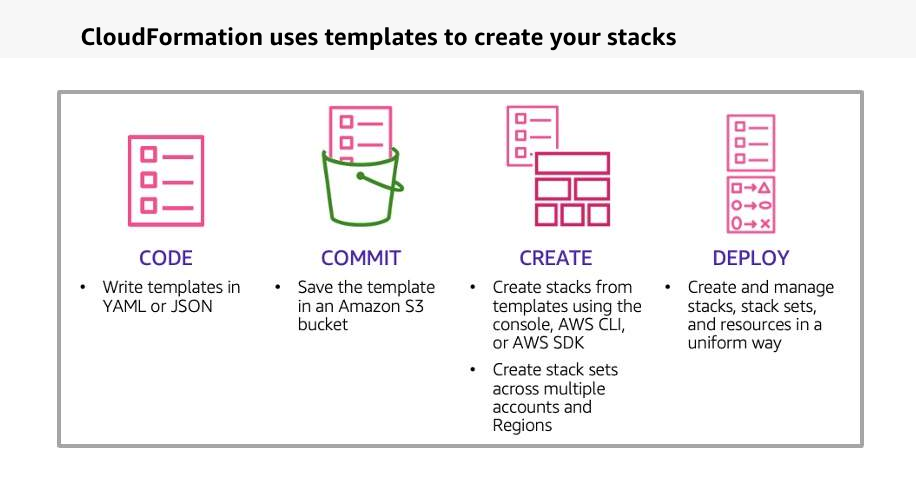 CloudFormation uses templates to create your stacks
CODE
• Write templates in
YAML or JSON
COMMIT
• Save the template
in an Amazon S3
bucket
CREATE
• Create stacks from
templates using the
console, AWS CLI,
or AWS SDK
• Create stack sets
across multiple
accounts and
Regions
DEPLOY
• Create and manage
stacks, stack sets,
and resources in a
uniform way